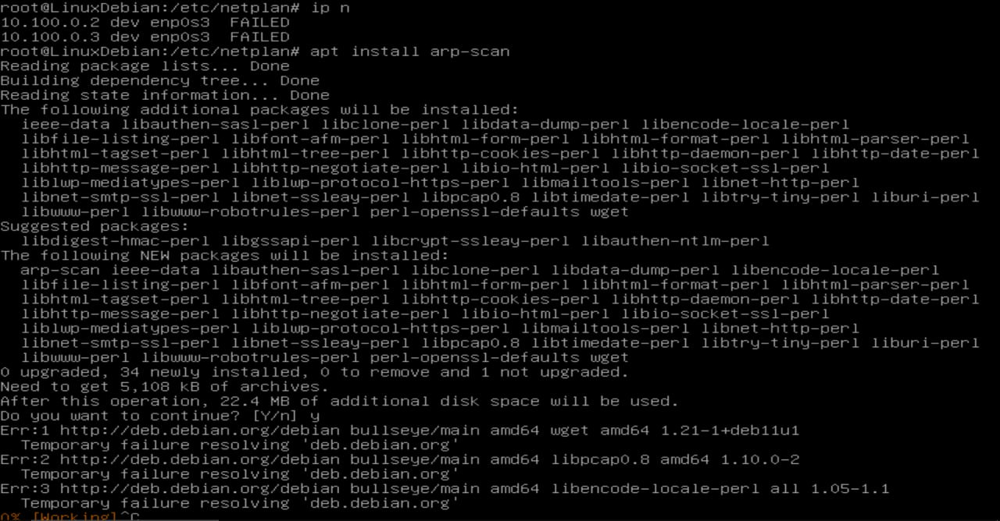 root@LinuxDebian:/etc/netplan# ip n
10.100.0.2 dev enp0s3  FAILED
10.100.0.3 dev enp0s3  FAILED
root@LinuxDebian:/etc/netplan# apt install arp-scan
Reading package lists... Done
Building dependency tree... Done
Reading state information... Done
The following additional packages will be installed:
  ieee-data libauthen-sasl-perl libclone-perl libdata-dump-perl libencode-locale-perl
  libfile-listing-perl libfont-afm-perl libhtml-form-perl libhtml-format-perl libhtml-parser-perl
  libhtml-tagset-perl libhtml-tree-perl libhttp-cookies-perl libhttp-daemon-perl libhttp-date-perl
  libhttp-message-perl libhttp-negotiate-perl libio-html-perl libio-socket-ssl-perl
  liblwp-mediatypes-perl liblwp-protocol-https-perl libmailtools-perl libnet-http-perl
  libnet-smtp-ssl-perl libnet-ssleay-perl libpcap0.8 libtimedate-perl libtry-tiny-perl liburi-perl
  libwww-perl libwww-robotrules-perl perl-openssl-defaults wget
Suggested packages:
  libdigest-hmac-perl libgssapi-perl libcrypt-ssleay-perl libauthen-ntlm-perl
The following NEW packages will be installed:
  arp-scan ieee-data libauthen-sasl-perl libclone-perl libdata-dump-perl libencode-locale-perl
  libfile-listing-perl libfont-afm-perl libhtml-form-perl libhtml-format-perl libhtml-parser-perl
  libhtml-tagset-perl libhtml-tree-perl libhttp-cookies-perl libhttp-daemon-perl libhttp-date-perl
  libhttp-message-perl libhttp-negotiate-perl libio-html-perl libio-socket-ssl-perl
  liblwp-mediatypes-perl liblwp-protocol-https-perl libmailtools-perl libnet-http-perl
  libnet-smtp-ssl-perl libnet-ssleay-perl libpcap0.8 libtimedate-perl libtry-tiny-perl liburi-perl
  libwww-perl libwww-robotrules-perl perl-openssl-defaults wget
0 upgraded, 34 newly installed, 0 to remove and 1 not upgraded.
Need to get 5,108 kB of archives.
After this operation, 22.4 MB of additional disk space will be used.
Do you want to continue? [Y/n] y
Err:1 http://deb.debian.org/debian bullseye/main amd64 wget amd64 1.21-1+deb11u1
  Temporary failure resolving 'deb.debian.org'
Err:2 http://deb.debian.org/debian bullseye/main amd64 libpcap0.8 amd64 1.10.0-2
  Temporary failure resolving 'deb.debian.org'
Err:3 http://deb.debian.org/debian bullseye/main amd64 libencode-locale-perl all 1.05-1.1
  Temporary failure resolving 'deb.debian.org'
0% [Working]^C